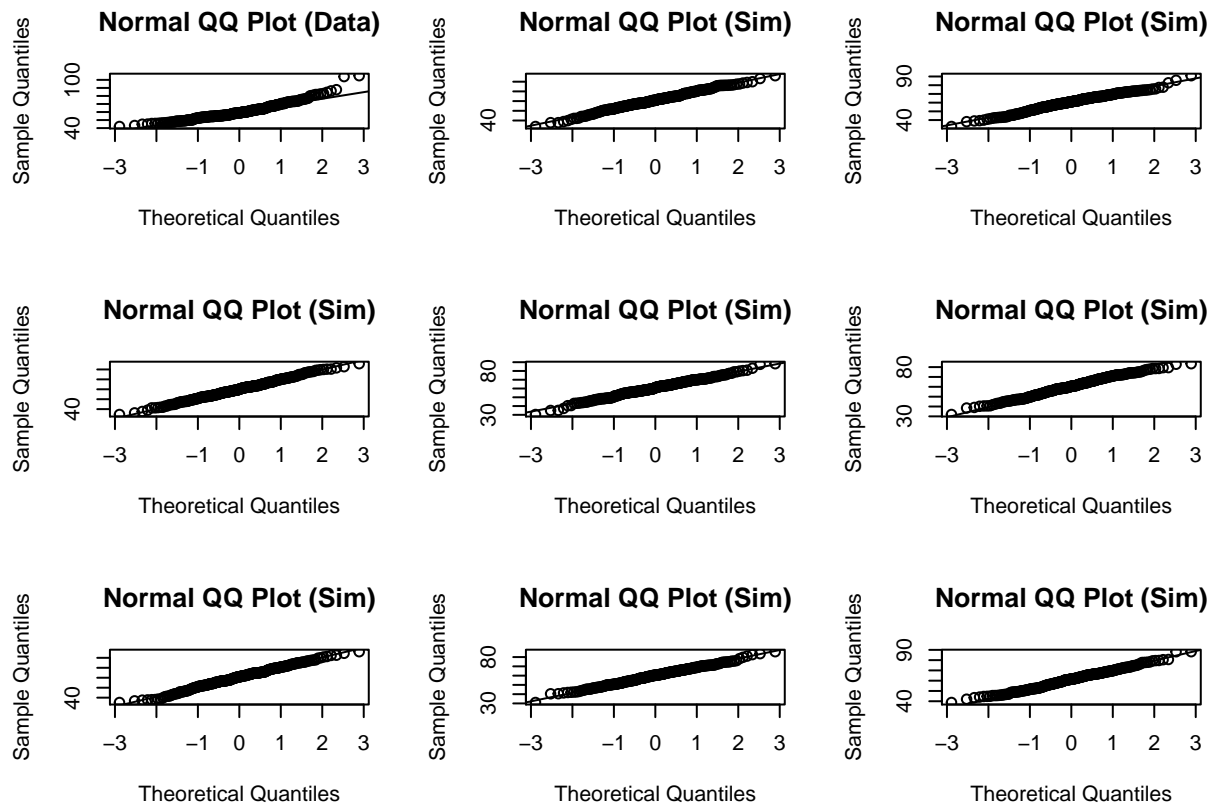 Normal QQ Plot (Data)
Sample Quantiles
40 100
−3 −1 0 1 2 3
Theoretical Quantiles
Normal QQ Plot (Sim)
Sample Quantiles
40
−3 −1 0 1 2 3
Theoretical Quantiles
Normal QQ Plot (Sim)
Sample Quantiles
40 90
−3 −1 0 1 2 3
Theoretical Quantiles
Normal QQ Plot (Sim)
Sample Quantiles
40
−3 −1 0 1 2 3
Theoretical Quantiles
Normal QQ Plot (Sim)
Sample Quantiles
30 80
−3 −1 0 1 2 3
Theoretical Quantiles
Normal QQ Plot (Sim)
Sample Quantiles
30 80
−3 −1 0 1 2 3
Theoretical Quantiles
Normal QQ Plot (Sim)
Sample Quantiles
40
−3 −1 0 1 2 3
Theoretical Quantiles
Normal QQ Plot (Sim)
Sample Quantiles
30 80
−3 −1 0 1 2 3
Theoretical Quantiles
Normal QQ Plot (Sim)
Sample Quantiles
40 90
−3 −1 0 1 2 3
Theoretical Quantiles